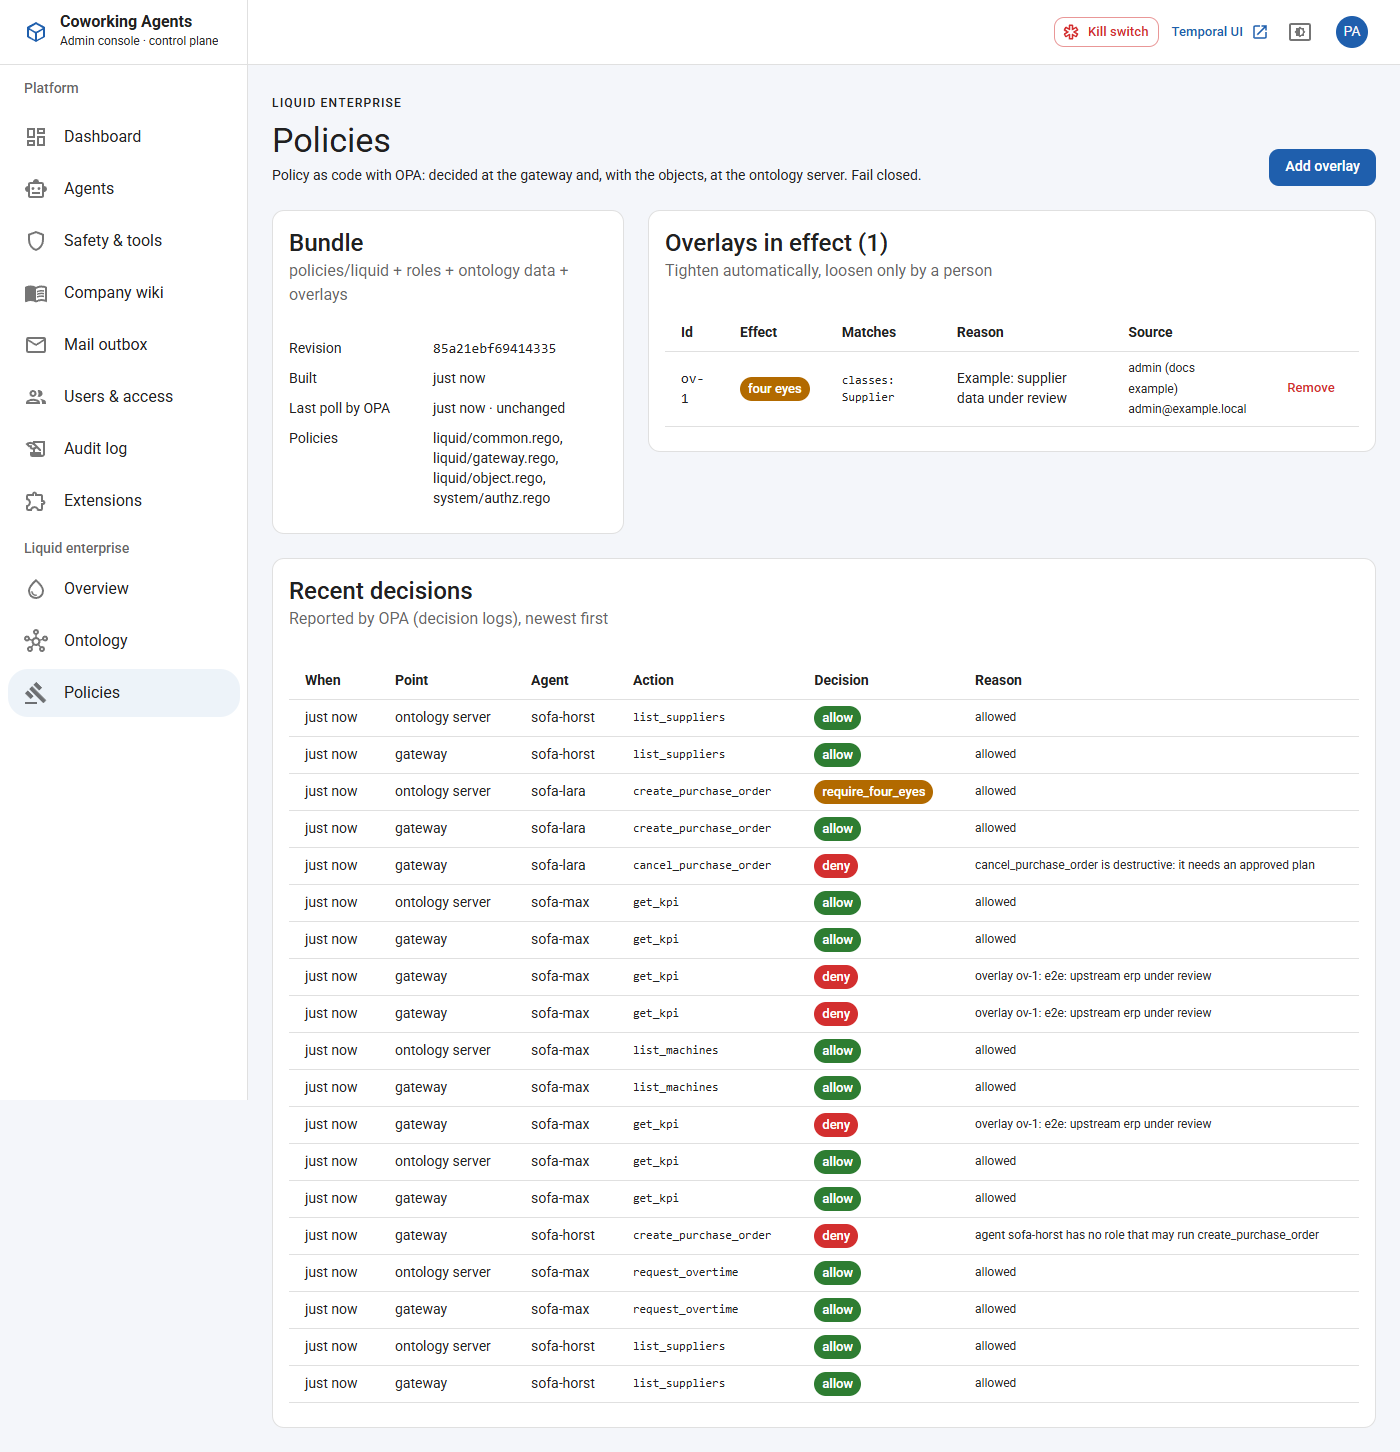 Coworking Agents
Admin console · control plane
Kill switch
Temporal UI
PA
Platform
Dashboard
Agents
Safety & tools
Company wiki
Mail outbox
Users & access
Audit log
Extensions
Liquid enterprise
Overview
Ontology
Policies
LIQUID ENTERPRISE
Policies
Policy as code with OPA: decided at the gateway and, with the objects, at the ontology server. Fail closed.
Add overlay
Bundle
policies/liquid + roles + ontology data +
overlays
Revision 85a21ebf69414335
Built just now
Last poll by OPA just now · unchanged
Policies liquid/common.rego,
liquid/gateway.rego,
liquid/object.rego,
system/authz.rego
Overlays in effect (1)
Tighten automatically, loosen only by a person
Id Effect Matches Reason Source
ov-
1
four eyes
classes:
Supplier
Example: supplier
data under review
admin (docs
example)
admin@example.local
Remove
Recent decisions
Reported by OPA (decision logs), newest first
When Point Agent Action Decision Reason
just now ontology server sofa-horst list_suppliers allow allowed
just now gateway sofa-horst list_suppliers allow allowed
just now ontology server sofa-lara create_purchase_order require_four_eyes allowed
just now gateway sofa-lara create_purchase_order allow allowed
just now gateway sofa-lara cancel_purchase_order deny cancel_purchase_order is destructive: it needs an approved plan
just now ontology server sofa-max get_kpi allow allowed
just now gateway sofa-max get_kpi allow allowed
just now gateway sofa-max get_kpi deny overlay ov-1: e2e: upstream erp under review
just now gateway sofa-max get_kpi deny overlay ov-1: e2e: upstream erp under review
just now ontology server sofa-max list_machines allow allowed
just now gateway sofa-max list_machines allow allowed
just now gateway sofa-max get_kpi deny overlay ov-1: e2e: upstream erp under review
just now ontology server sofa-max get_kpi allow allowed
just now gateway sofa-max get_kpi allow allowed
just now gateway sofa-horst create_purchase_order deny agent sofa-horst has no role that may run create_purchase_order
just now ontology server sofa-max request_overtime allow allowed
just now gateway sofa-max request_overtime allow allowed
just now ontology server sofa-horst list_suppliers allow allowed
just now gateway sofa-horst list_suppliers allow allowed